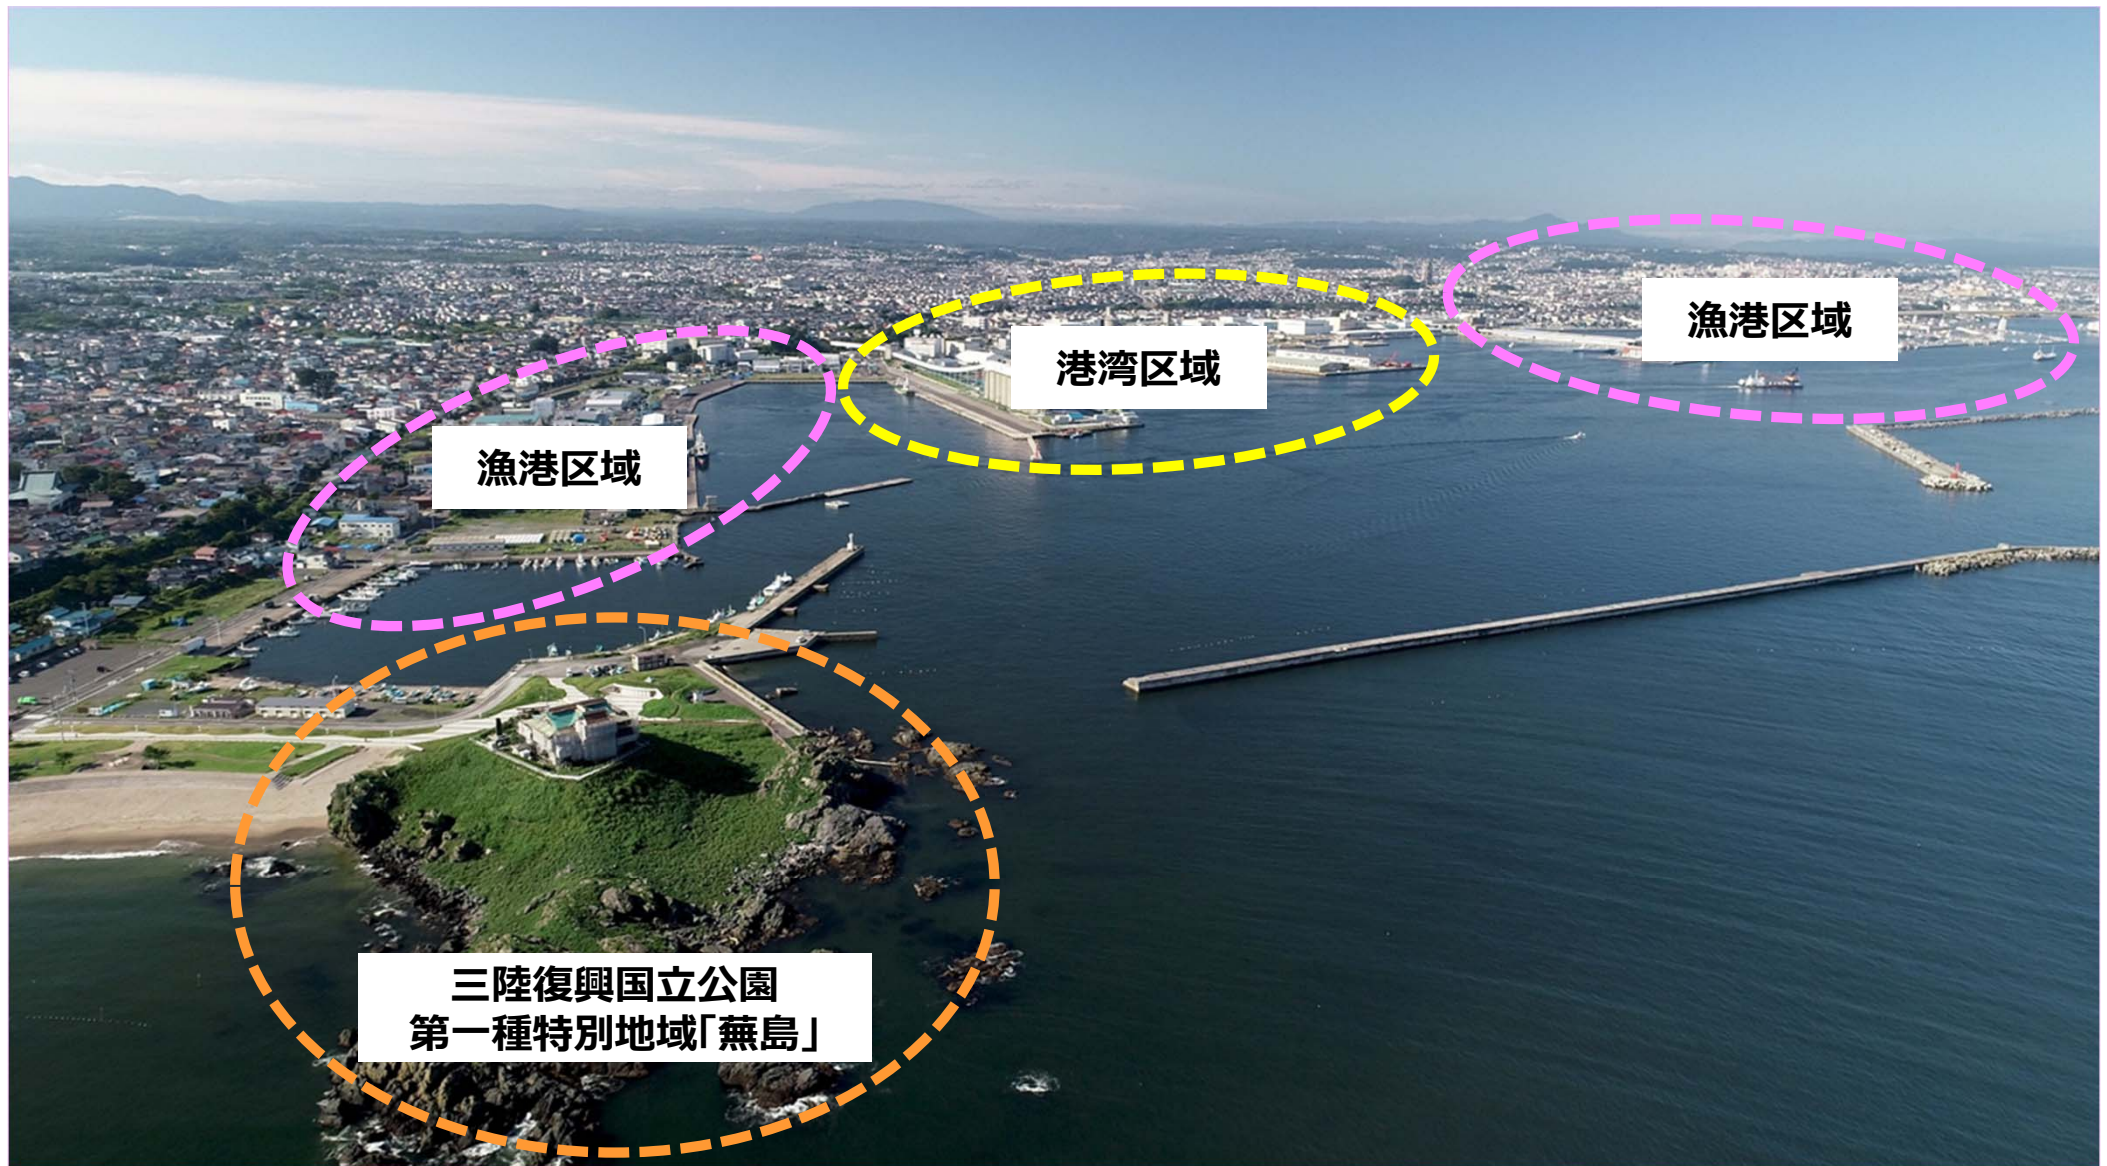 漁港区域
港湾区域
漁港区域
三陸復興国立公園
第一種特別地域「蕪島」